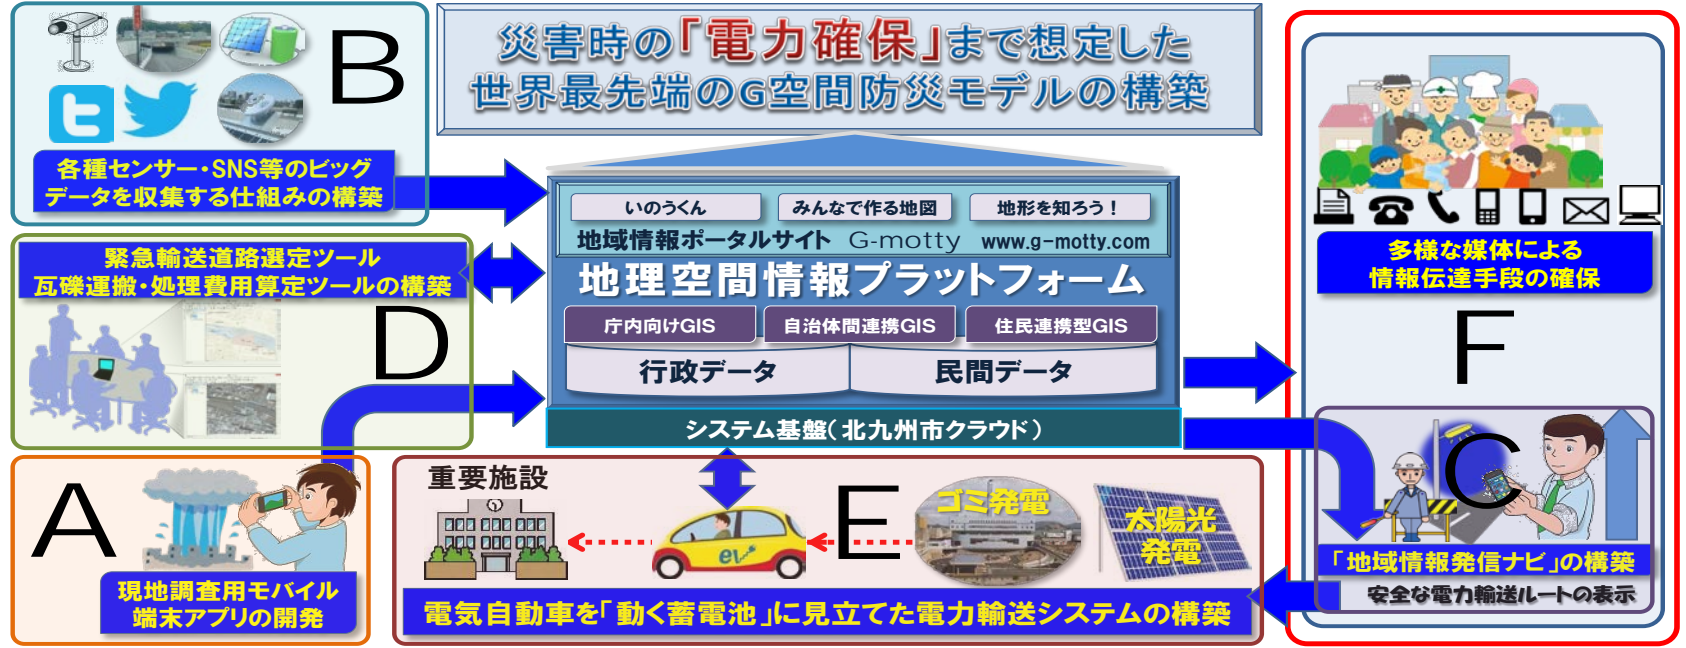 災害時の「電力確保」まで想定した
世界最先端のG空間防災モデルの構築
B
各種センサー・SNS等のビッグ
データを収集する仕組みの構築
緊急輸送道路選定ツール
瓦礫運搬・処理費用算定ツールの構築
D
A
現地調査用モバイル
端末アプリの開発
いのうくん
みんなで作る地図
地形を知ろう！
地域情報ポータルサイト G-motty www.g-motty.com
地理空間情報プラットフォーム
庁内向けGIS
自治体間連携GIS
住民連携型GIS
行政データ
民間データ
システム基盤（北九州市クラウド）
重要施設
E
ゴミ発電
太陽光
発電
電気自動車を「動く蓄電池」に見立てた電力輸送システムの構築
多様な媒体による
情報伝達手段の確保
F
C
「地域情報発信ナビ」の構築
安全な電力輸送ルートの表示